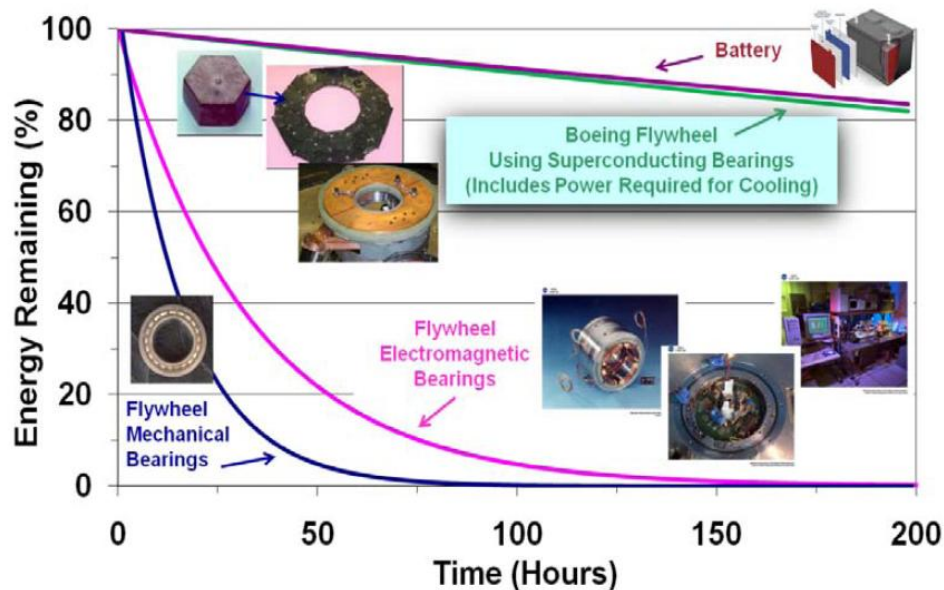 100
80
60
40
20
0
Energy Remaining (%)
Battery
Boeing Flywheel
Using Superconducting Bearings
(Includes Power Required for Cooling)
Flywheel
Electromagnetic
Bearings
Flywheel
Mechanical
Bearings
0
50
100
150
200
Time (Hours)